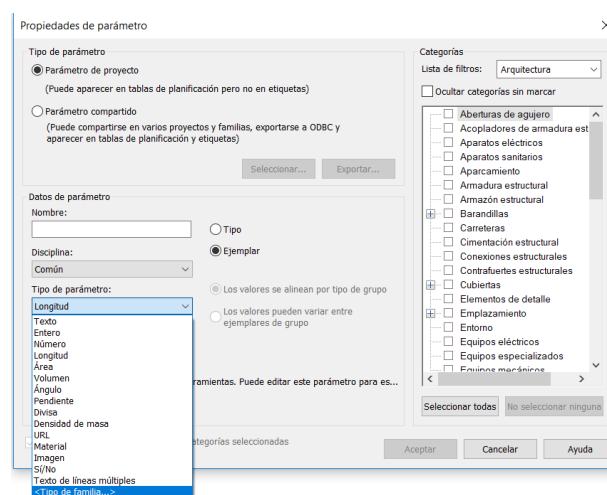 Propiedades de parámetro
Tipo de parámetro
Parámetro de proyecto
(Puede aparecer en tablas de planificación pero no en etiquetas)
Parámetro compartido
(Puede compartirse en varios proyectos y familias, exportarse a ODBC y
aparecer en tablas de planificación y etiquetas)
Seleccionar...
Exportar...
Datos de parámetro
Nombre:
Tipo
Disciplina:
Ejemplar
Común
Tipo de parámetro:
Los valores se alinean por tipo de grupo
Longitud
Los valores pueden variar entre
ejemplares de grupo
Texto
Entero
Número
Longitud
Área
Volumen
Ángulo
Pendiente
Divisa
Densidad de masa
URL
Material
Imagen
Sí/No
Texto de líneas múltiples
<Tipo de familia...>
ramientas. Puede editar este parámetro para es...
ategorías seleccionadas
Categorías
Lista de filtros:
Arquitectura
Ocultar categorías sin marcar
Aberturas de agujero
Acopladores de armadura est
Aparatos eléctricos
Aparatos sanitarios
Aparcamiento
Armadura estructural
Armazón estructural
Barandillas
Carreteras
Cimentación estructural
Conexiones estructurales
Contrafuertes estructurales
Cubiertas
Elementos de detalle
Emplazamiento
Entorno
Equipos eléctricos
Equipos especializados
Equipos mecánicos
Seleccionar todas
No seleccionar ninguna
Aceptar
Cancelar
Ayuda